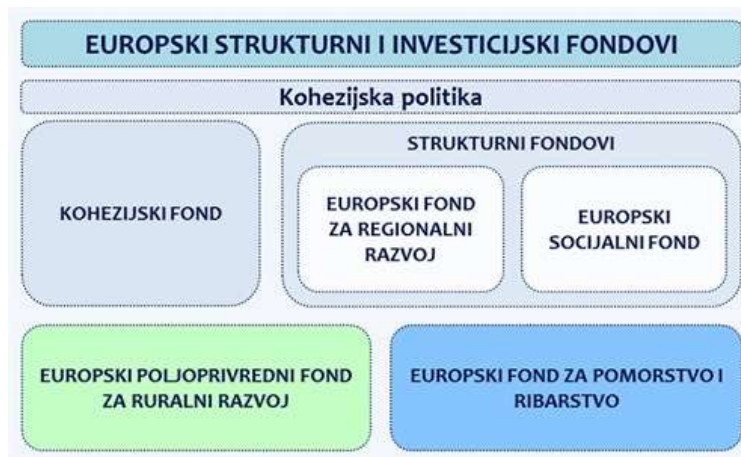 EUROPSKI STRUKTURNI I INVESTICIJSKI FONDOVI
Kohezijska politika
KOHEZIJSKI FOND
STRUKTURNI FONDOVI
EUROPSKI FOND
ZA REGIONALNI
RAZVOJ
EUROPSKI
SOCIJALNI FOND
EUROPSKI POLJOPRIVREDNI FOND
ZA RURALNI RAZVOJ
EUROPSKI FOND ZA POMORSTVO I
RIBARSTVO